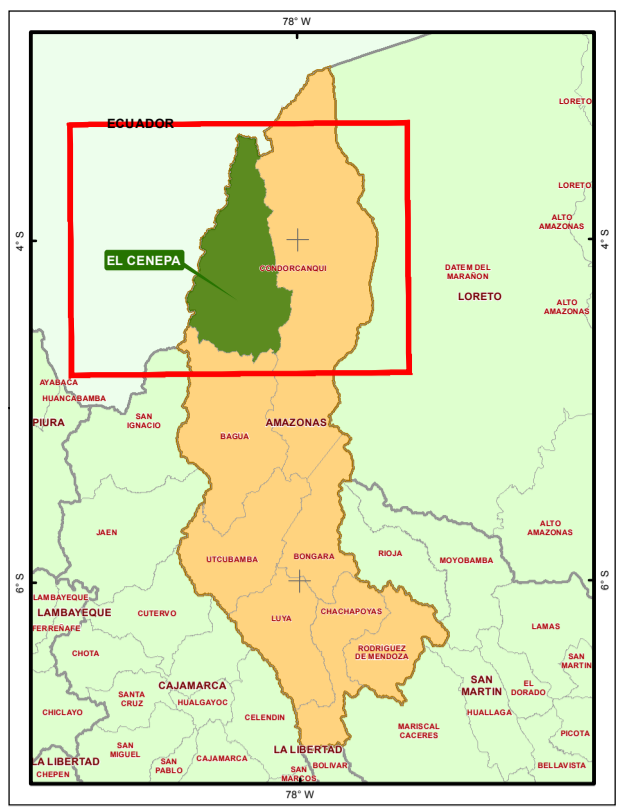 78° W
ECUADOR
LORETO
LORETO
ALTO
AMAZONAS
4° S
4° S
EL CENEPA
CONDORCANQUI
DATEM DEL
MARAÑON
LORETO
ALTO
AMAZONAS
AYABACA
HUANCABAMBA
PIURA
SAN
IGNACIO
AMAZONAS
BAGUA
JAEN
ALTO
AMAZONAS
UTCUBAMBA
BONGARA
RIOJA
MOYOBAMBA
6° S
6° S
LAMBAYEQUE
LAMBAYEQUE
FERREÑAFE
CUTERVO
LUYA
CHACHAPOYAS
LAMAS
CHOTA
RODRIGUEZ
DE MENDOZA
SAN
MARTIN
CAJAMARCA
SAN
MARTIN
EL
DORADO
SANTA
CRUZ
HUALGAYOC
CHICLAYO
CELENDIN
HUALLAGA
MARISCAL
CACERES
PICOTA
SAN
MIGUEL
LA LIBERTAD
LA LIBERTAD
SAN
PABLO
CAJAMARCA
BOLIVAR
BELLAVISTA
CHEPEN
SAN
MARCOS
78° W